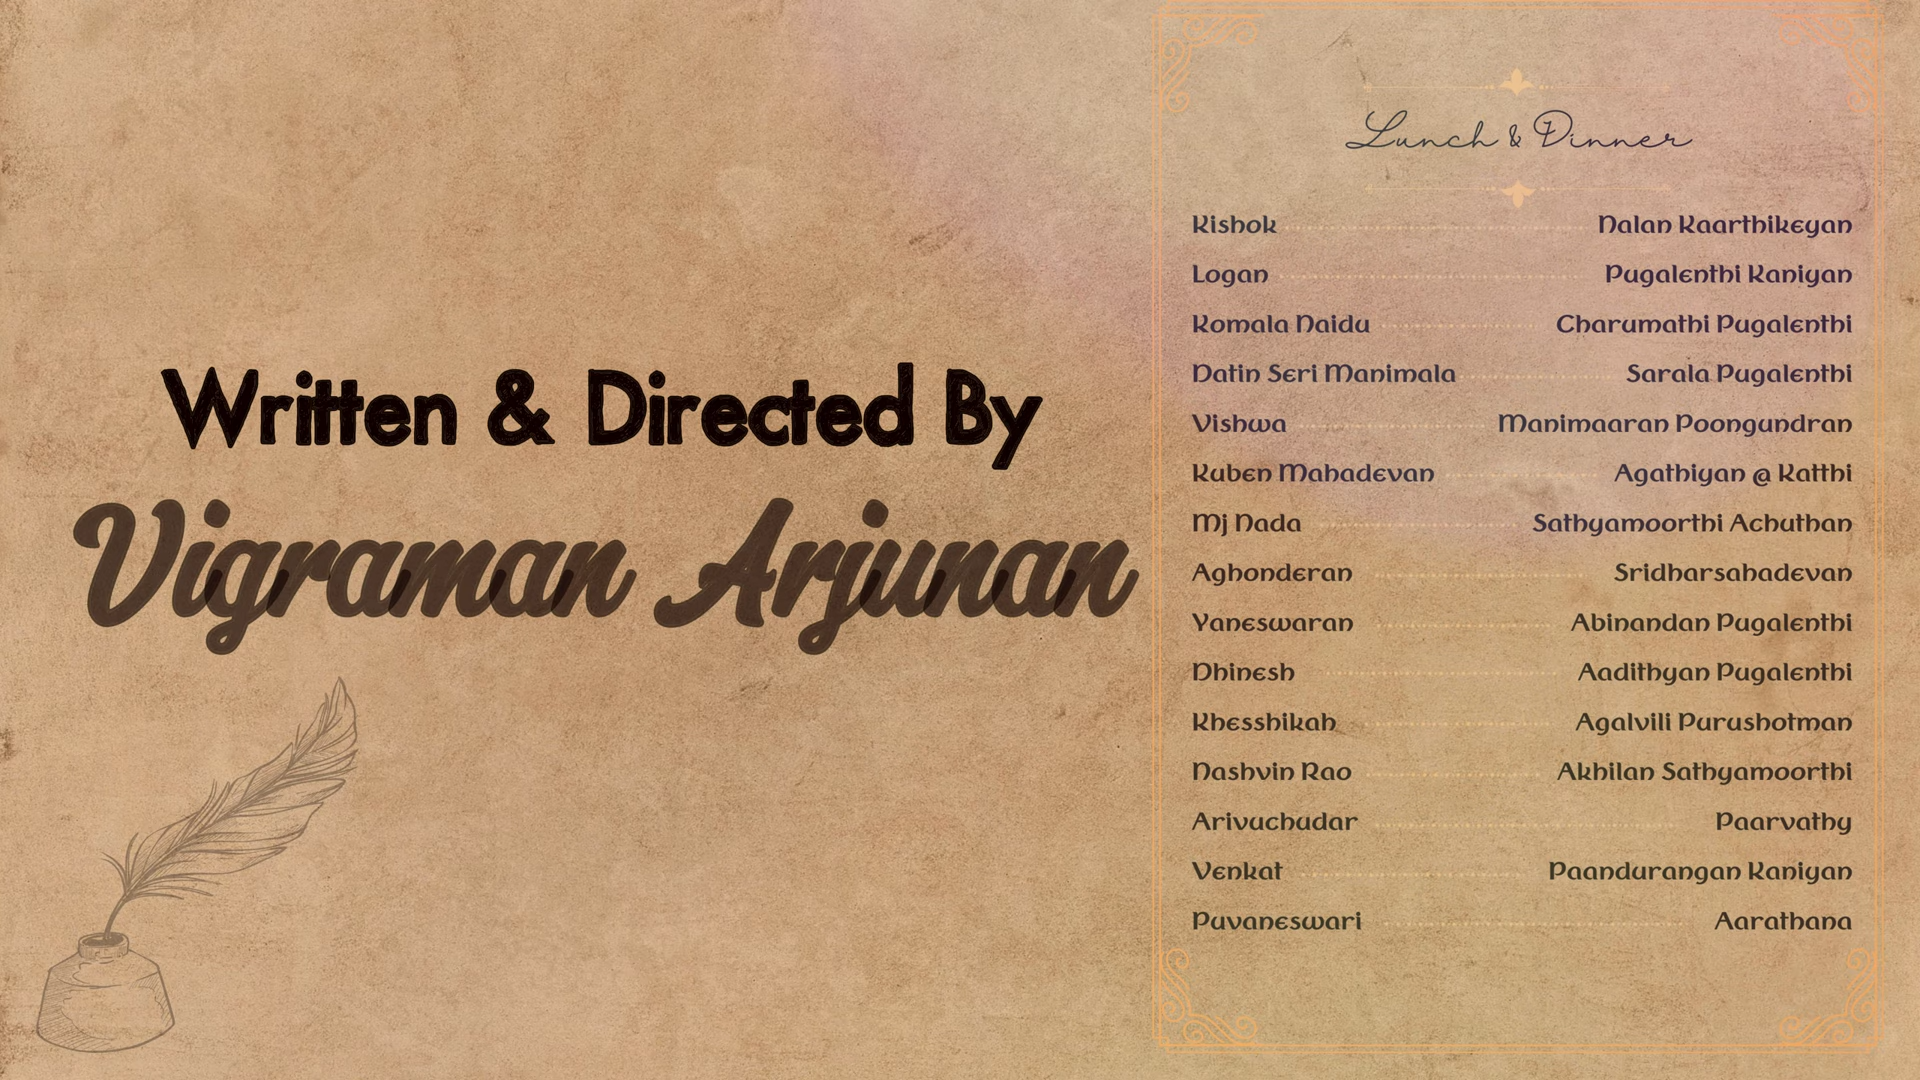 Written & Directed By
Vigraman Arjunan
Lunch & Dinner
Kishok Nalan Kaarthikeyan
Logan Pugalenthi Kaniyan
Komala Naidu Charumathi Pugalenthi
Datin Seri Manimala Sarala Pugalenthi
Vishwa Manimaaran Poongundran
Kuben Mahadevan Agathiyan @ Katthi
Mj Nada Sathyamoorthi Achuthan
Aghonderan Sridharsahadevan
Yaneswaran Abinandan Pugalenthi
Dhinesh Aadithyan Pugalenthi
Khesshikah Agalvili Purushotman
Nashvin Rao Akhilan Sathyamoorthi
Arivuchudar Paarvathy
Venkat Paandurangan Kaniyan
Puvaneswari Aarathana